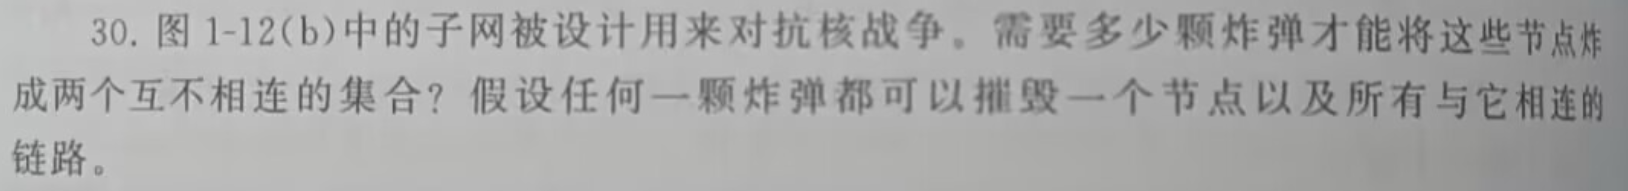 30. 图 1-12(b)中的子网被设计用来对抗核战争。需要多少颗炸弹才能将这些节点炸
成两个互不相连的集合? 假设任何一颗炸弹都可以摧毁一个节点以及所有与它相连的
链路。